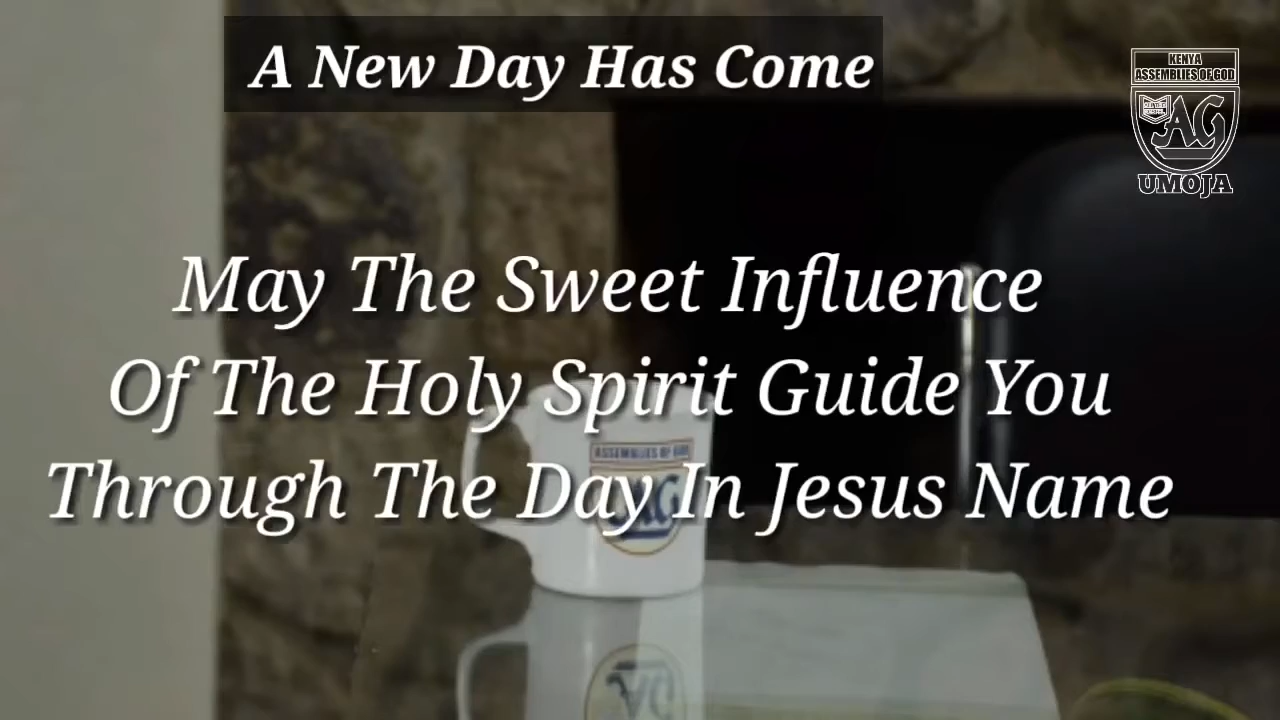 A New Day Has Come
KENYA
ASSEMBLIES OF GOD
AG
UMOJA
May The Sweet Influence
Of The Holy Spirit Guide You
ASSEMBLIES OF GOD
Through The Day In Jesus Name
AG